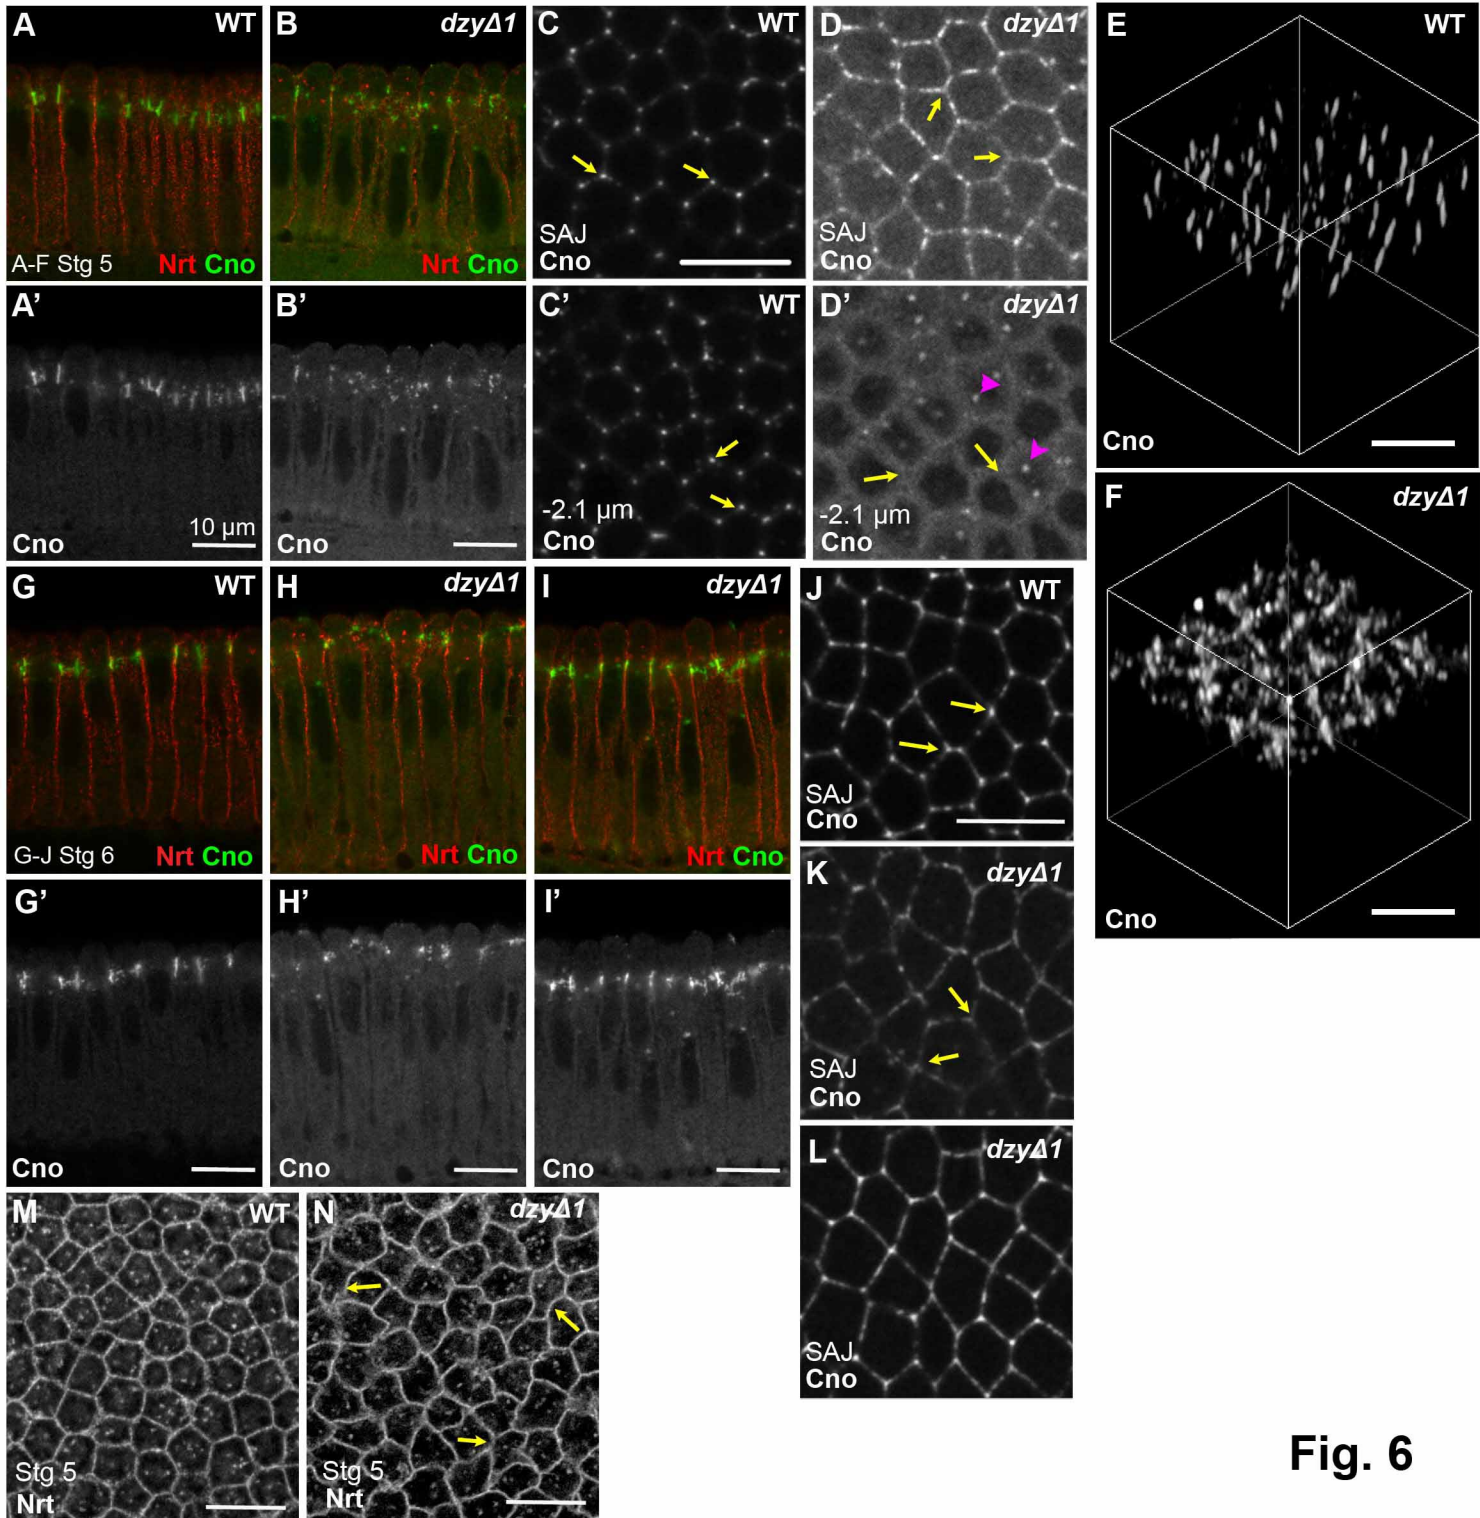 A WT
B dzyΔ1
C
D
E WT
A-F Stg 5 Nrt Cno
Nrt Cno
SAJ
Cno
SAJ
Cno
A'
B'
C' WT
D' dzyΔ1
10 µm
Cno
Cno
-2.1 µm
Cno
-2.1 µm
Cno
Cno
F dzyΔ1
Cno
G WT
H dzyΔ1
I dzyΔ1
J WT
G-J Stg 6 Nrt Cno
Nrt Cno
Nrt Cno
SAJ
Cno
G'
H'
I'
K dzyΔ1
Cno
Cno
Cno
SAJ
Cno
L dzyΔ1
SAJ
Cno
M WT
N dzyΔ1
Stg 5
Nrt
Stg 5
Nrt
Fig. 6